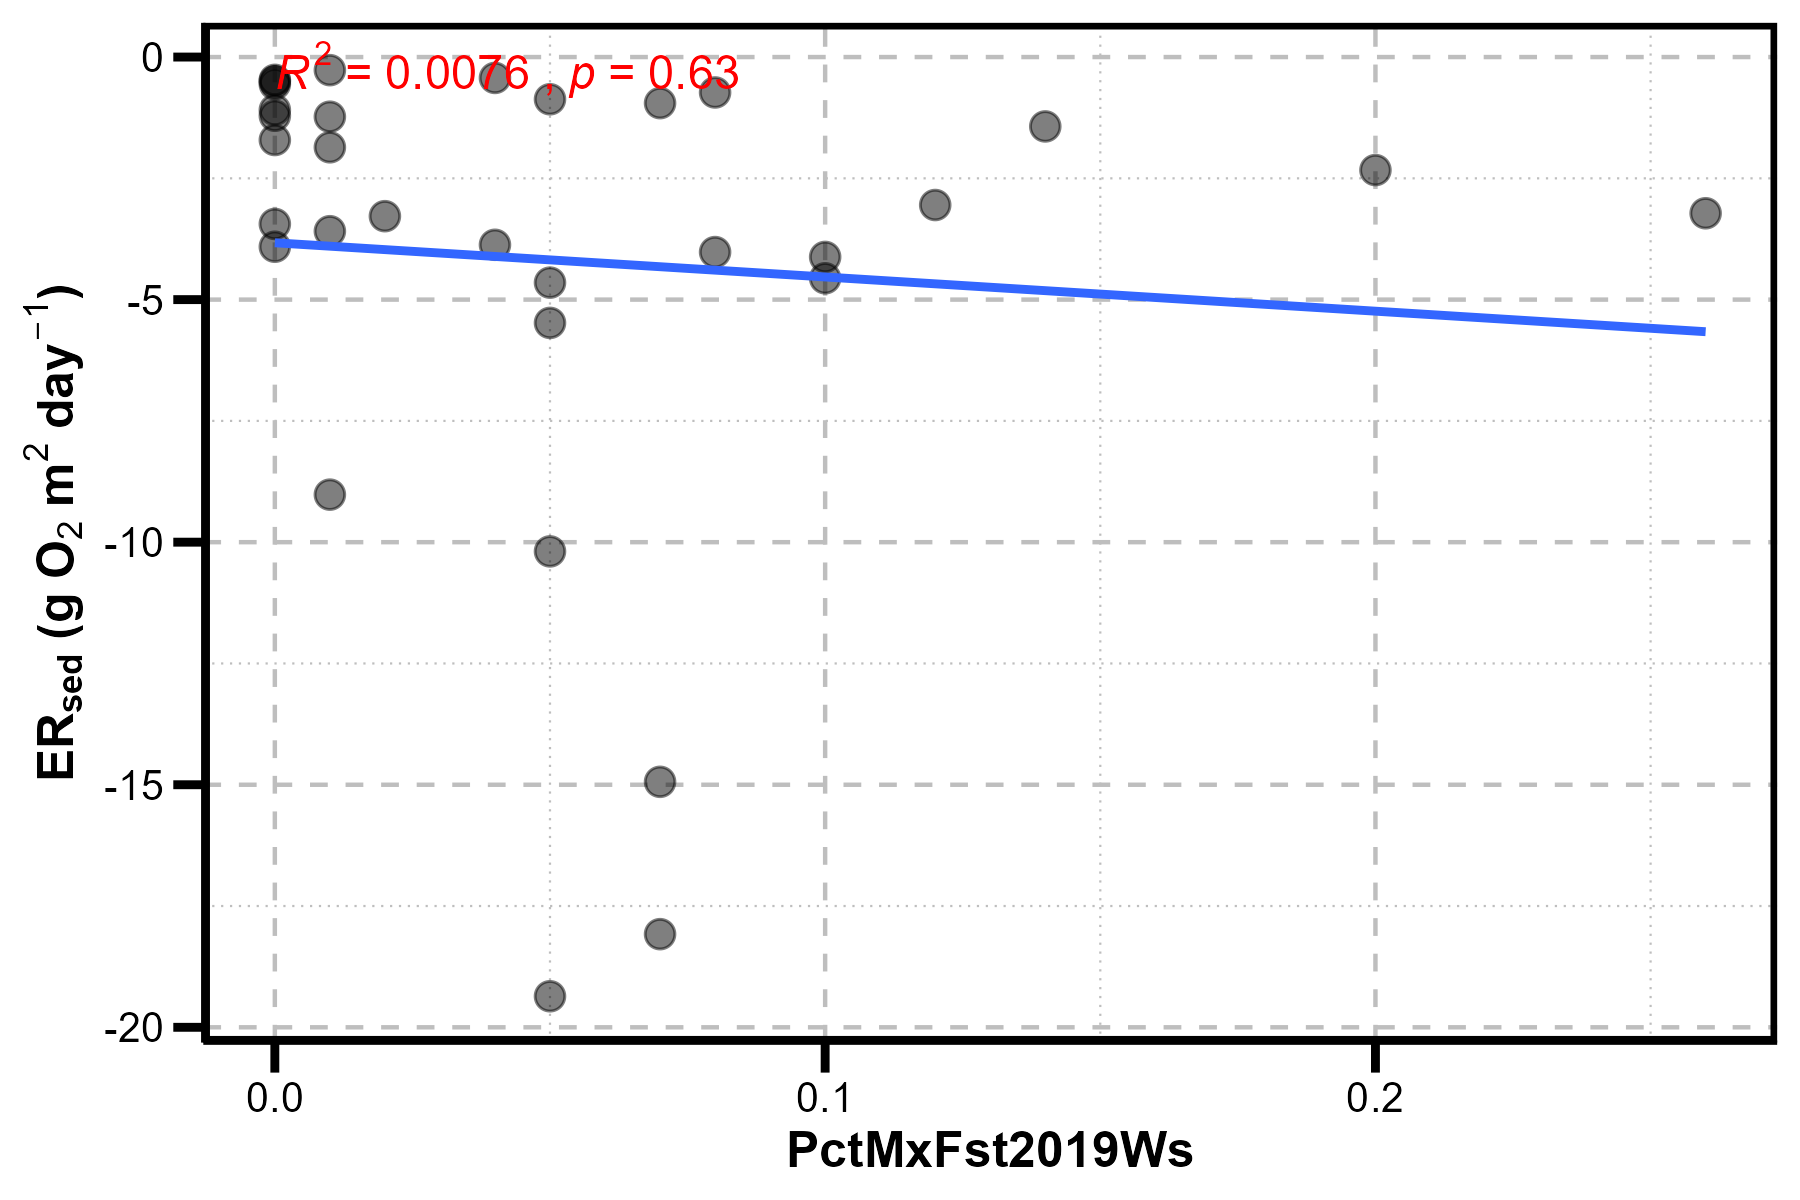 R² = 0.0076 , p = 0.63
0
-5
-10
-15
-20
ERsed (g O₂ m² day⁻¹)
0.0
0.1
0.2
PctMxFst2019Ws